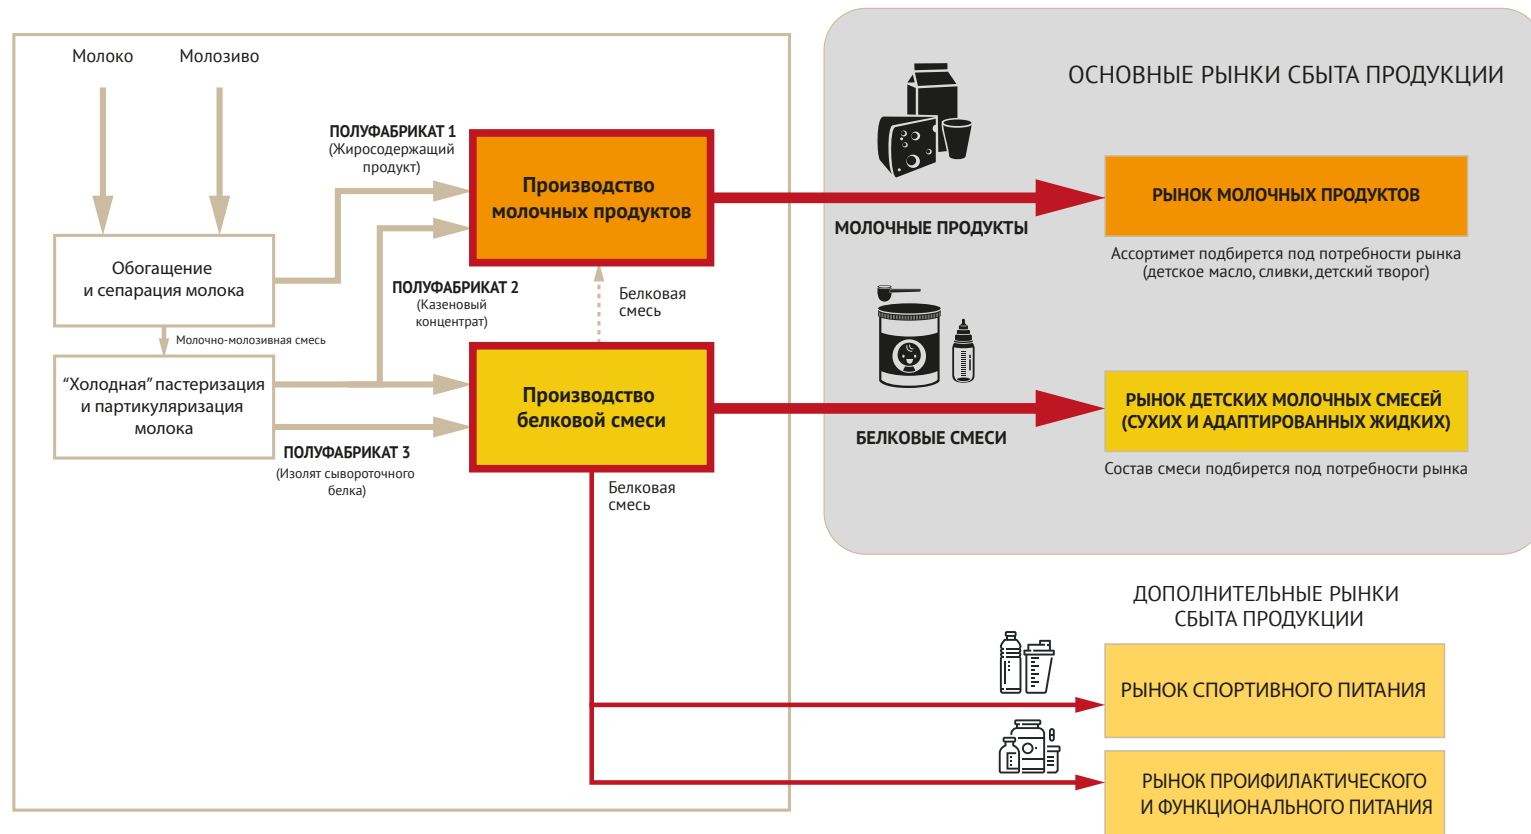 Молоко
Молозиво
ПОЛУФАБРИКАТ 1
(Жиросодержащий
продукт)
Обогащение
и сепарация молока
Молочно-молозивная смесь
"Холодная" пастеризация
и партикуляризация
молока
ПОЛУФАБРИКАТ 2
(Казеновый
концентрат)
ПОЛУФАБРИКАТ 3
(Изолят сывороточного
белка)
Производство
молочных продуктов
Белковая
смесь
Производство
белковой смеси
Белковая
смесь
ОСНОВНЫЕ РЫНКИ СБЫТА ПРОДУКЦИИ
МОЛОЧНЫЕ ПРОДУКТЫ
РЫНОК МОЛОЧНЫХ ПРОДУКТОВ
Ассортимет подбирется под потребности рынка
(детское масло, сливки, детский творог)
БЕЛКОВЫЕ СМЕСИ
РЫНОК ДЕТСКИХ МОЛОЧНЫХ СМЕСЕЙ
(СУХИХ И АДАПТИРОВАННЫХ ЖИДКИХ)
Состав смеси подбирется под потребности рынка
ДОПОЛНИТЕЛЬНЫЕ РЫНКИ
СБЫТА ПРОДУКЦИИ
РЫНОК СПОРТИВНОГО ПИТАНИЯ
РЫНОК ПРОИФИЛАКТИЧЕСКОГО
И ФУНКЦИОНАЛЬНОГО ПИТАНИЯ